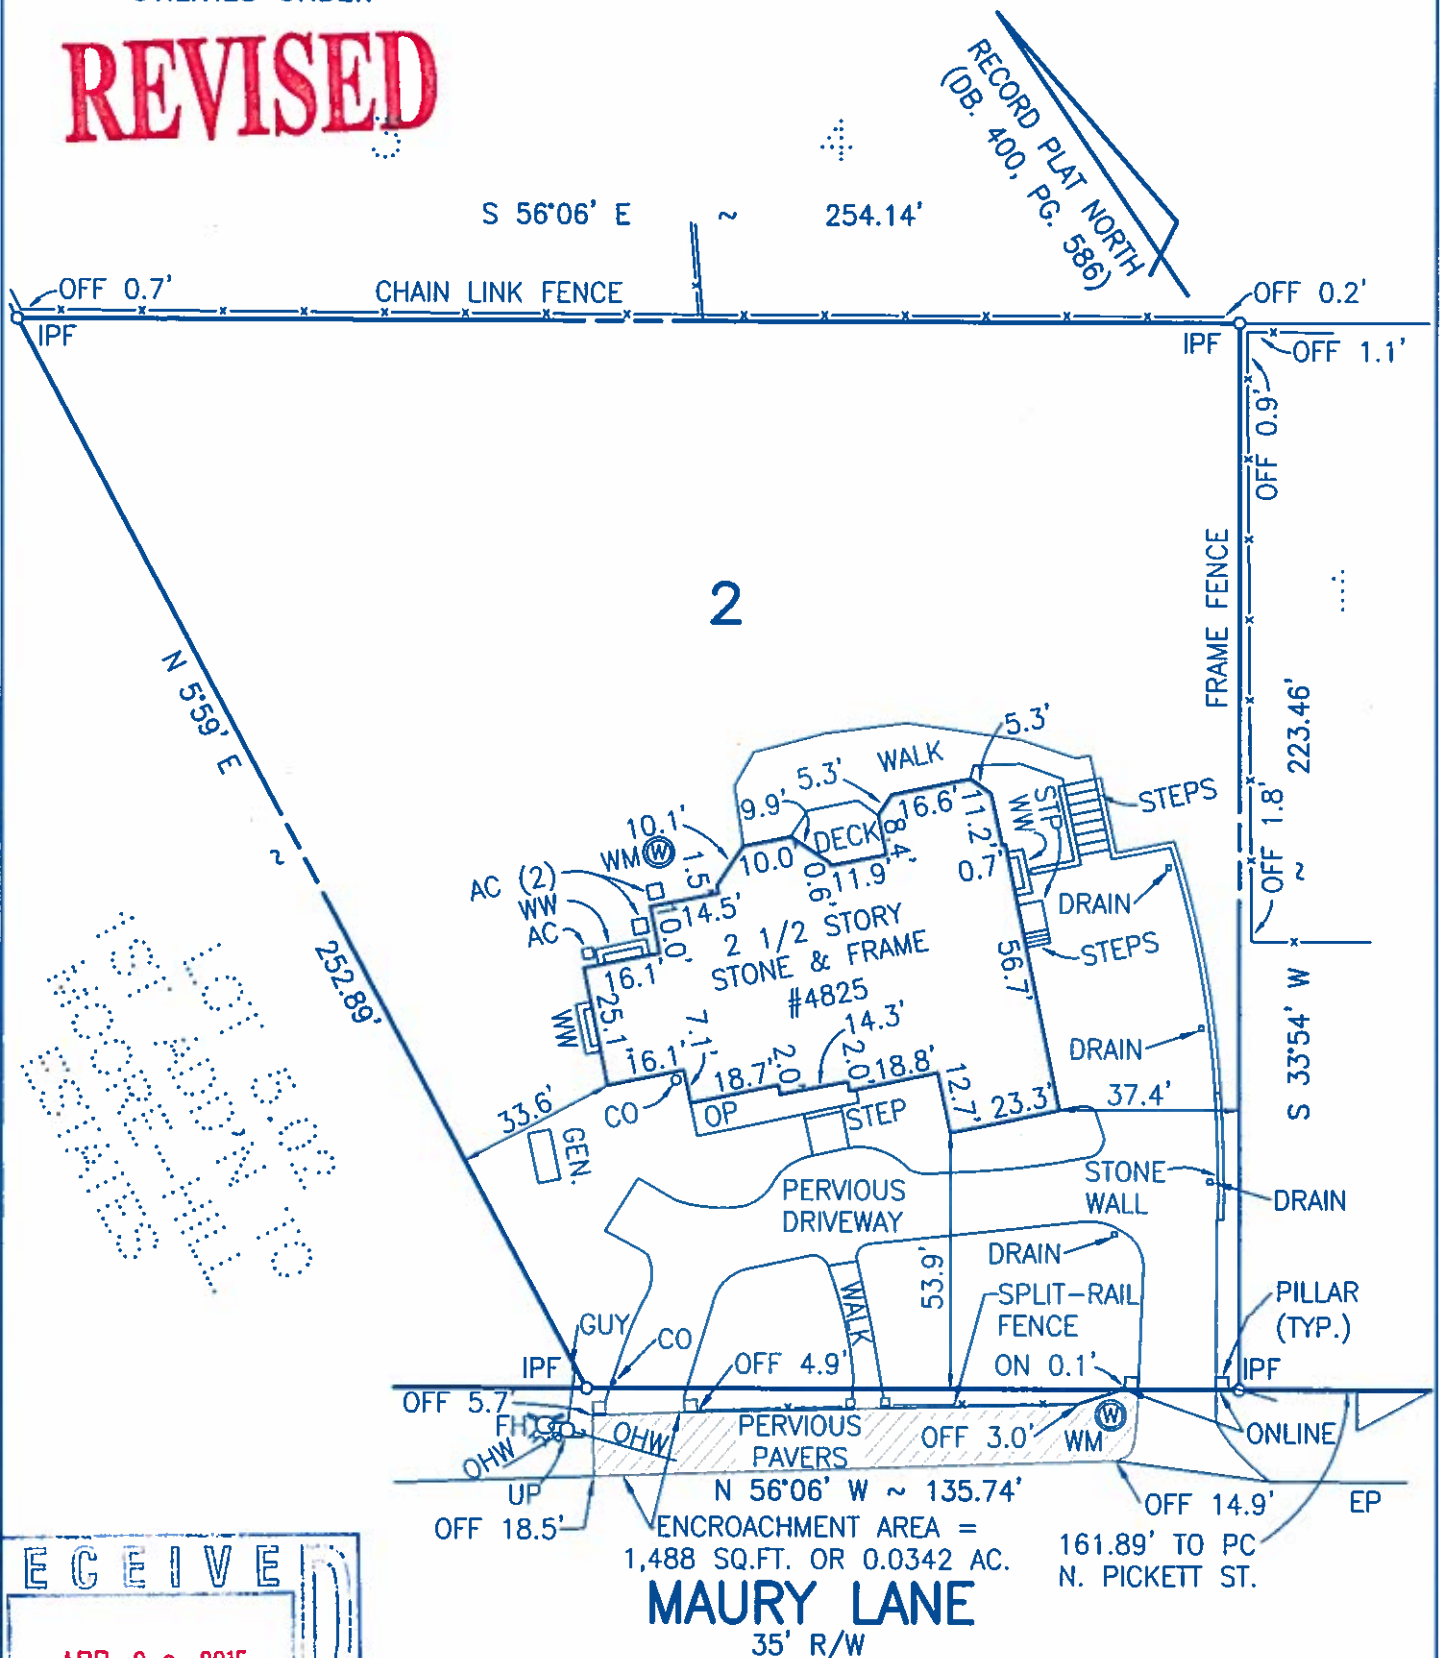 REVISED
3
4
RECORD PLAT NORTH
(DB. 400, PG. 586)
S 56°06' E ~ 254.14'
OFF 0.7'
CHAIN LINK FENCE
OFF 0.2'
IPF
IPF
OFF 1.1'
OFF 0.9'
FRAME FENCE
2
N 5°59' E
~
252.89'
223.46'
~
S 33°54' W
OFF 1.8'
5.3'
WALK
5.3'
9.9'
16.6'
11.2'
WW
STP
STEPS
10.1'
WM W
1.5'
10.0'
DECK
8.4'
0.6'
11.9'
0.7'
AC (2)
WW
AC
14.5'
10.0'
16.1'
2 1/2 STORY
STONE & FRAME
#4825
DRAIN
STEPS
56.7'
WW
25.1'
7.1'
14.3'
16.1'
18.7'
2.0'
2.0'
18.8'
12.7'
23.3'
DRAIN
37.4'
33.6'
CO
OP
STEP
GEN.
LOT 502
1ST ADD'N TO
MOORE HILL
ESTATES
PERVIOUS
DRIVEWAY
STONE
WALL
DRAIN
DRAIN
53.9'
WALK
SPLIT-RAIL
FENCE
PILLAR
(TYP.)
GUY
CO
IPF
OFF 4.9'
ON 0.1'
IPF
OFF 5.7'
FH
OHW
OHW
PERVIOUS
PAVERS
OFF 3.0'
W
WM
ONLINE
UP
N 56°06' W ~ 135.74'
OFF 14.9'
EP
OFF 18.5'
ENCROACHMENT AREA =
1,488 SQ.FT. OR 0.0342 AC.
161.89' TO PC
N. PICKETT ST.
ECEIVE
D
MAURY LANE
35' R/W